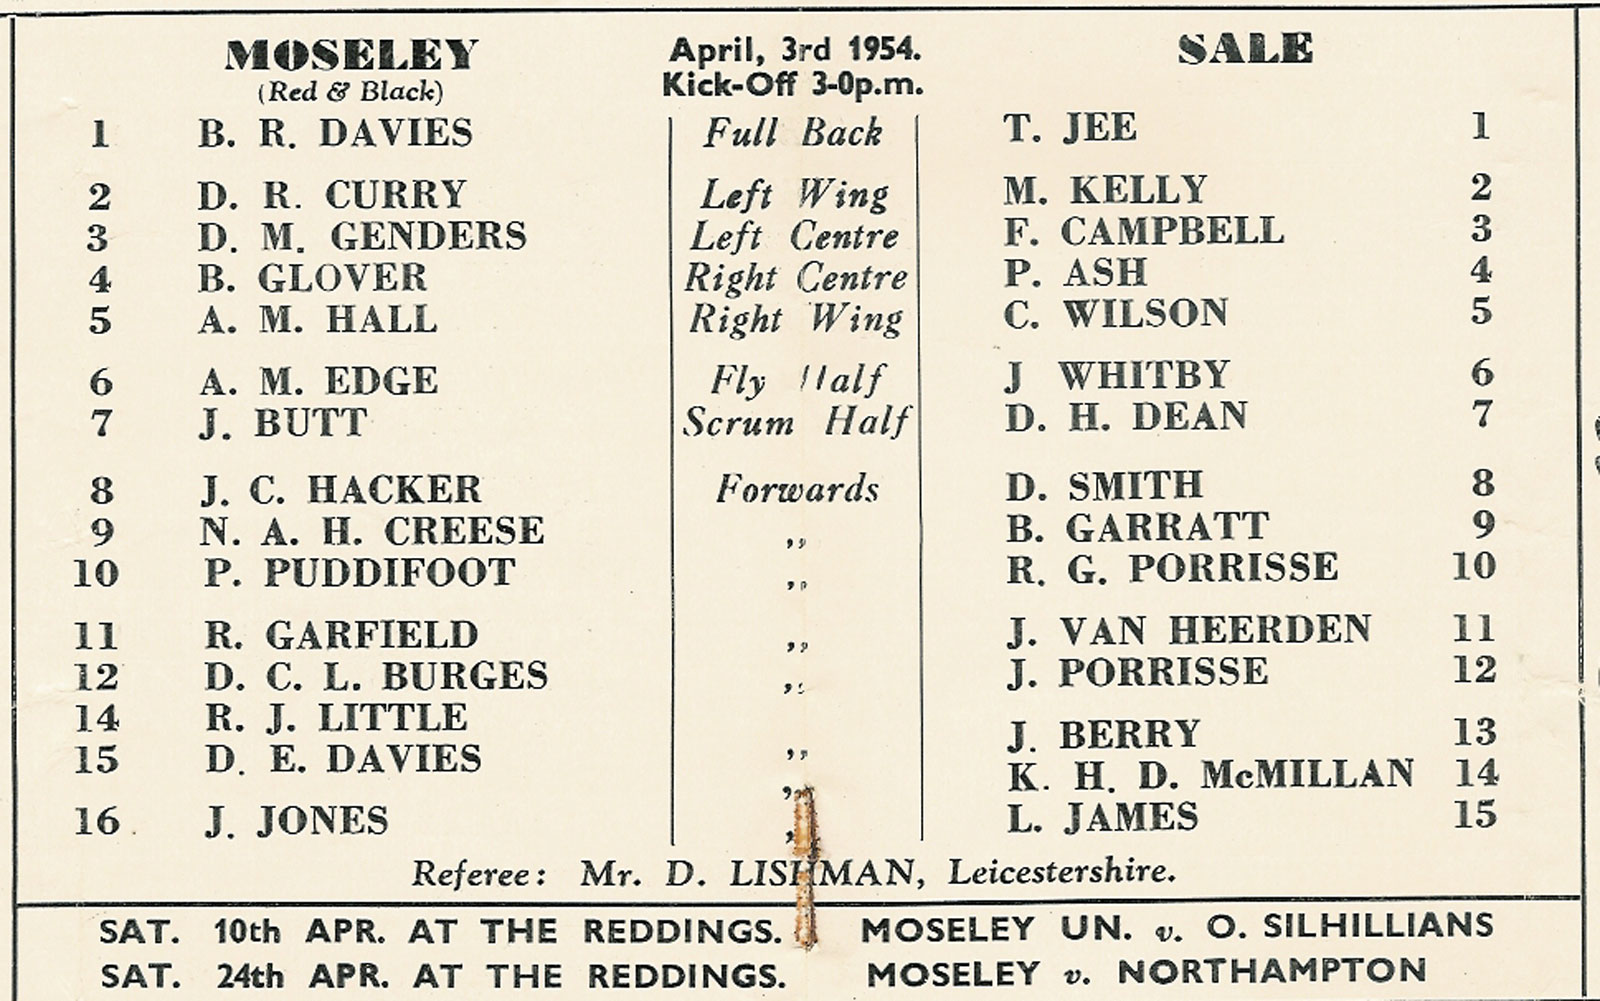 MOSELEY April, 3rd 1954. SALE
(Red & Black) Kick-Off 3-0p.m.
1 B. R. DAVIES Full Back T. JEE 1
2 D. R. CURRY Left Wing M. KELLY 2
3 D. M. GENDERS Left Centre F. CAMPBELL 3
4 B. GLOVER Right Centre P. ASH 4
5 A. M. HALL Right Wing C. WILSON 5
6 A. M. EDGE Fly Half J WHITBY 6
7 J. BUTT Scrum Half D. H. DEAN 7
8 J. C. HACKER Forwards D. SMITH 8
9 N. A. H. CREESE ,, B. GARRATT 9
10 P. PUDDIFOOT ,, R. G. PORRISSE 10
11 R. GARFIELD ,, J. VAN HEERDEN 11
12 D. C. L. BURGES ,, J. PORRISSE 12
14 R. J. LITTLE J. BERRY 13
15 D. E. DAVIES ,, K. H. D. McMILLAN 14
,,
16 J. JONES , L. JAMES 15
Referee: Mr. D. LISHMAN, Leicestershire.
SAT. 10th APR. AT THE REDDINGS. MOSELEY UN. v. O. SILHILLIANS
SAT. 24th APR. AT THE REDDINGS. MOSELEY v. NORTHAMPTON